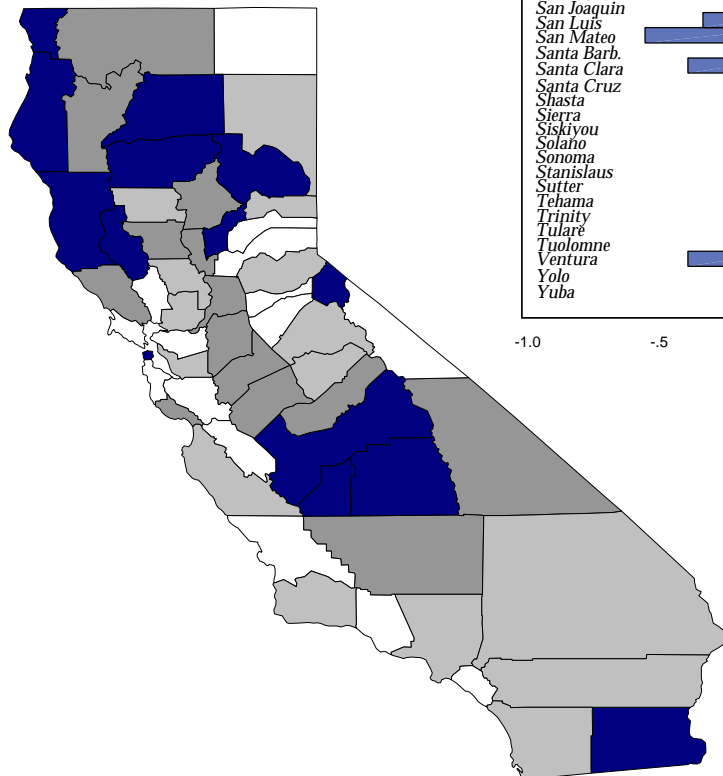 San Joaquin
San Luis
San Mateo
Santa Barb.
Santa Clara
Santa Cruz
Shasta
Sierra
Siskiyou
Solano
Sonoma
Stanislaus
Sutter
Tehama
Trinity
Tulare
Tuolomne
Ventura
Yolo
Yuba
-1.0 -.5